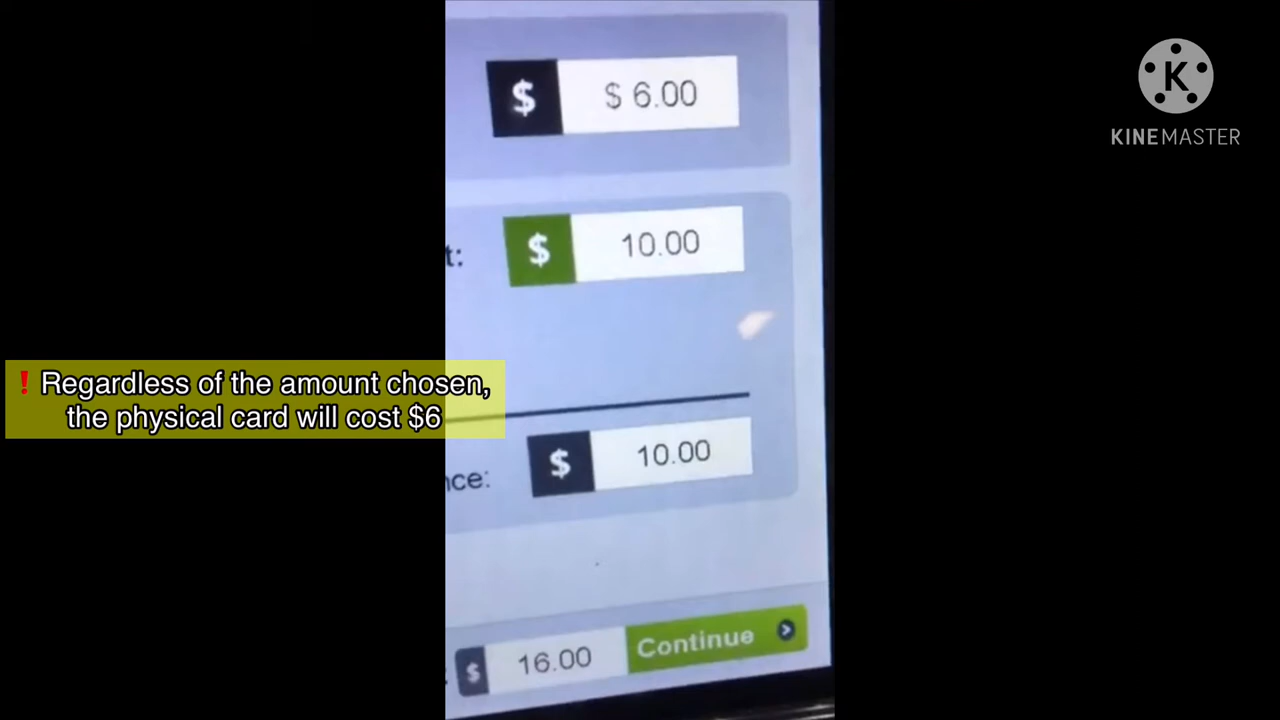 $ $ 6.00
t: $ 10.00
❗Regardless of the amount chosen,
the physical card will cost $6
nce: $ 10.00
$ 16.00 Continue
K
KINEMASTER